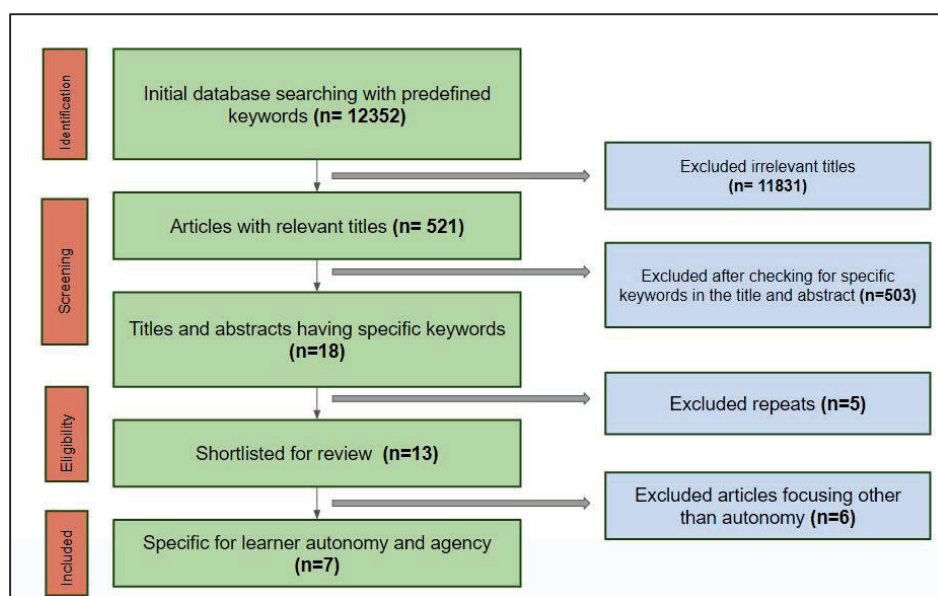 Identification
Initial database searching with predefined
keywords (n= 12352)
Excluded irrelevant titles
(n= 11831)
Screening
Articles with relevant titles (n= 521)
Excluded after checking for specific
keywords in the title and abstract (n=503)
Titles and abstracts having specific keywords
(n=18)
Excluded repeats (n=5)
Eligibility
Shortlisted for review (n=13)
Excluded articles focusing other
than autonomy (n=6)
Included
Specific for learner autonomy and agency
(n=7)